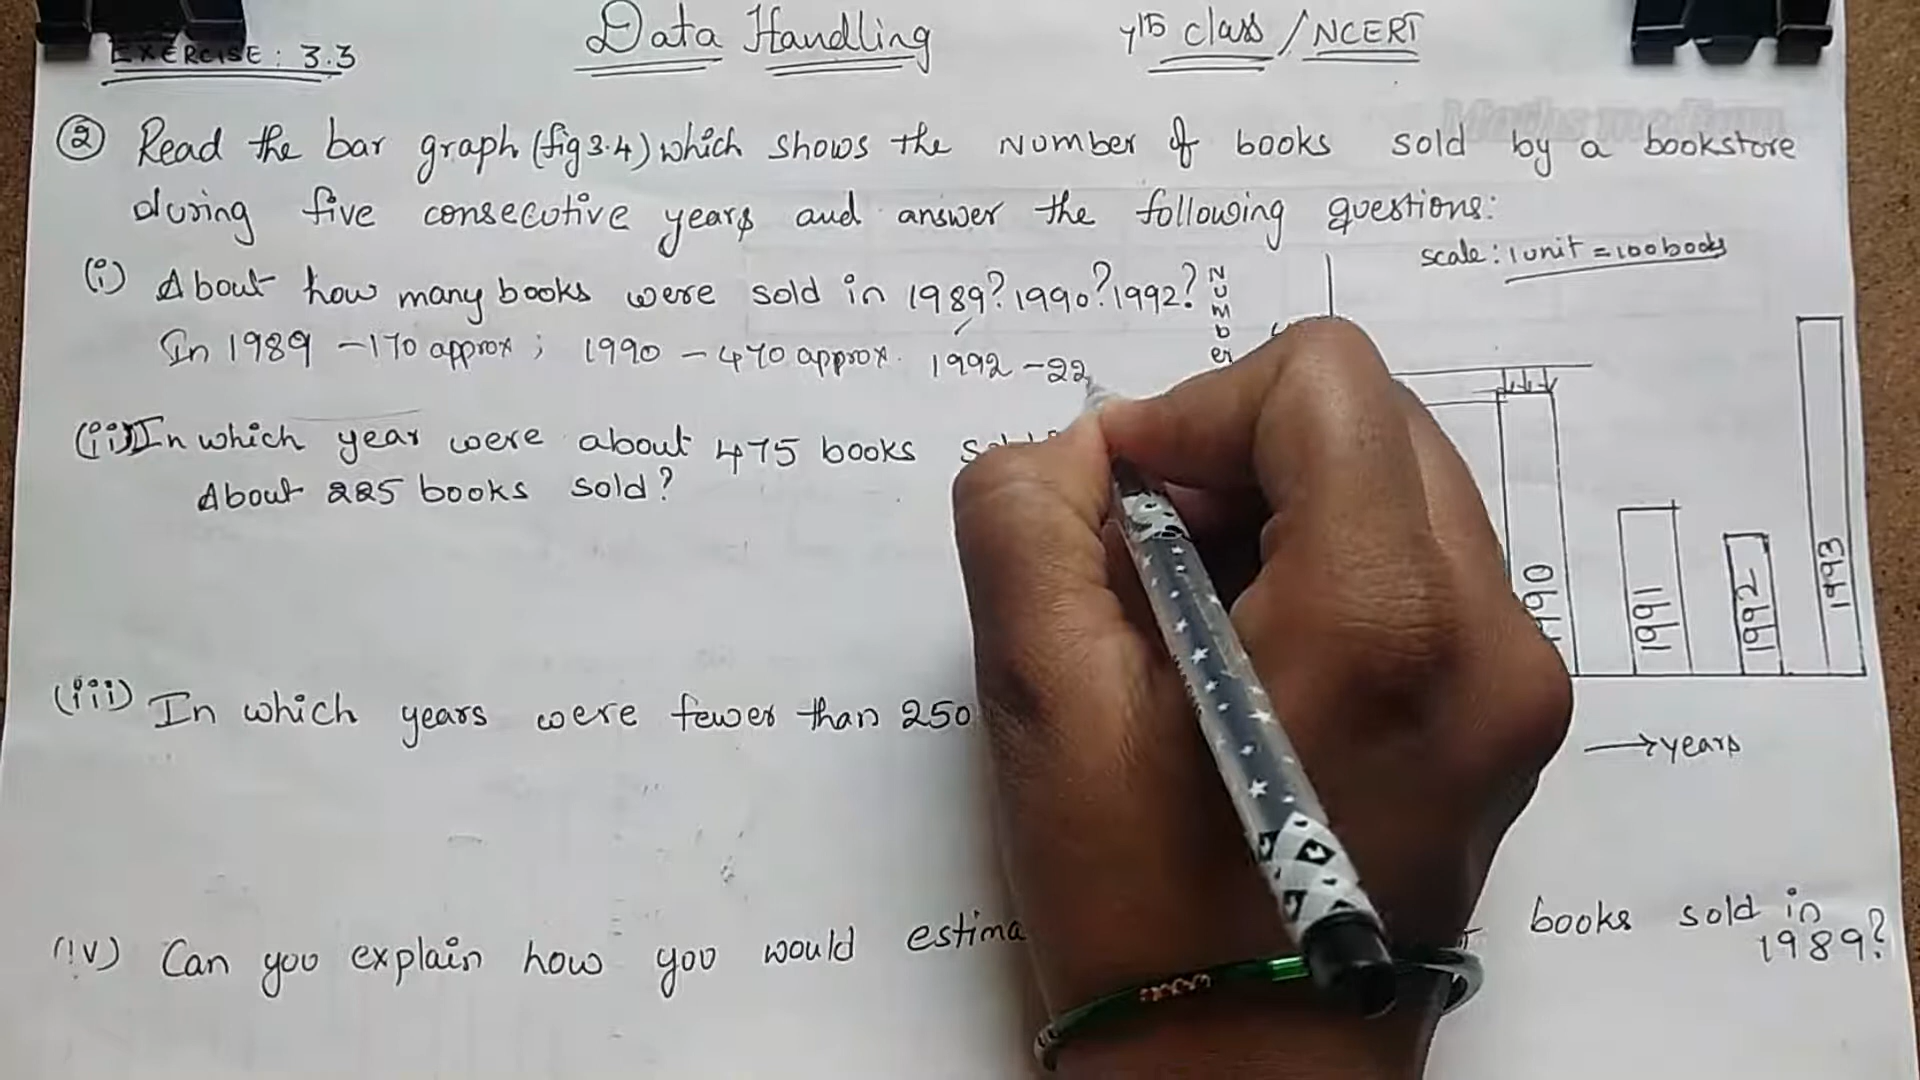 EXERCISE: 3.3
Data Handling
7th class / NCERT
Maths medium
② Read the bar graph (fig 3.4) which shows the Number of books sold by a bookstore
during five consecutive years and answer the following questions:
scale: 1 unit = 100 books
(i) About how many books were sold in 1989? 1990? 1992?
In 1989 - 170 approx ; 1990 - 470 approx. 1992 - 22
Number
(ii) In which year were about 475 books
About 225 books sold?
1990
1991
1992
1993
(iii) In which years were fewer than 250
→ years
(iv) Can you explain how you would books sold in
1989?